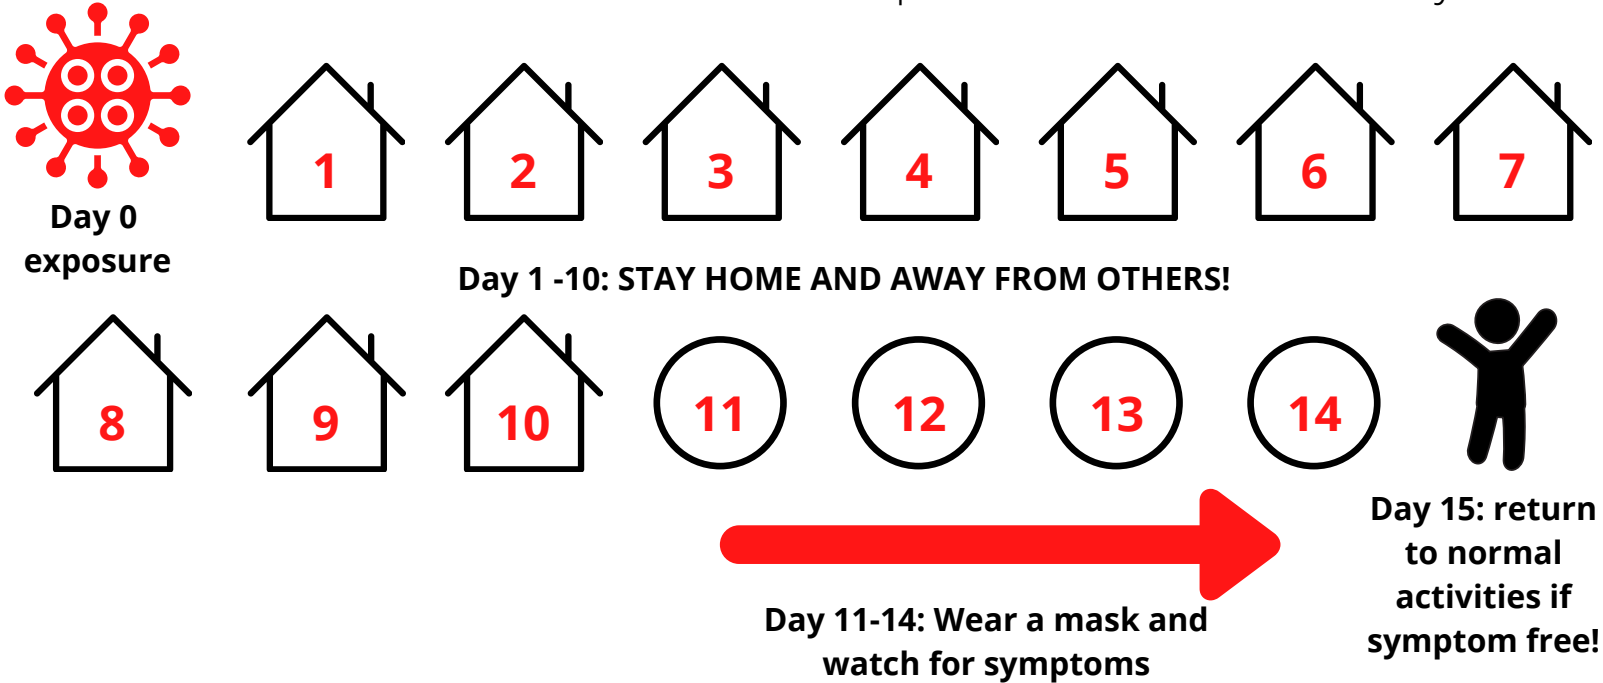 1 2 3 4 5 6 7
Day 0
exposure
Day 1 -10: STAY HOME AND AWAY FROM OTHERS!
8 9 10 11 12 13 14
Day 15: return
to normal
activities if
symptom free!
Day 11-14: Wear a mask and
watch for symptoms